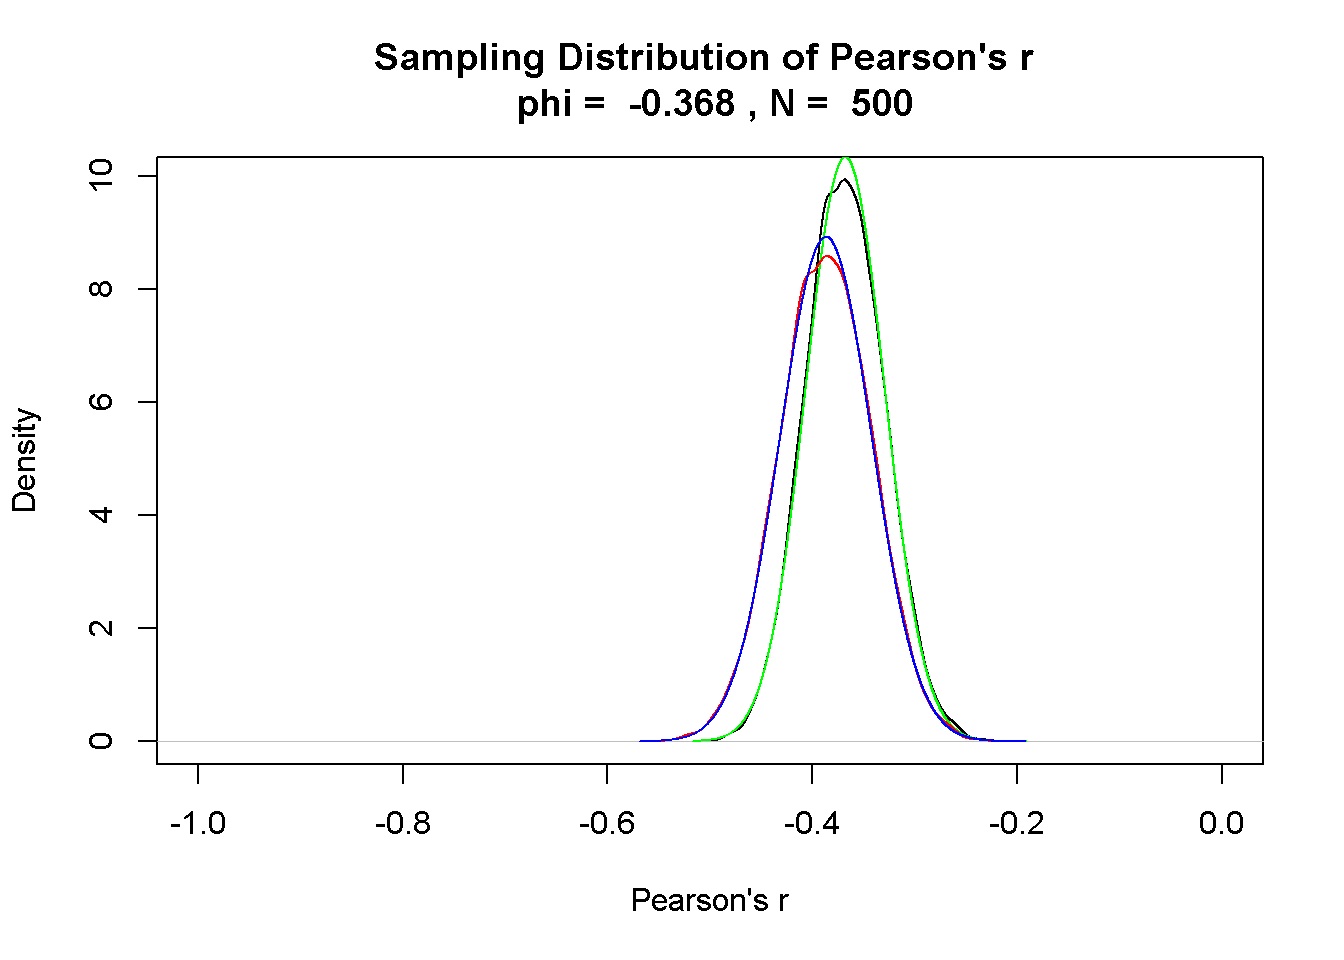 Sampling Distribution of Pearson's r
phi =  -0.368 , N =  500
Density
10
8
6
4
2
0
-1.0 -0.8 -0.6 -0.4 -0.2 0.0
Pearson's r